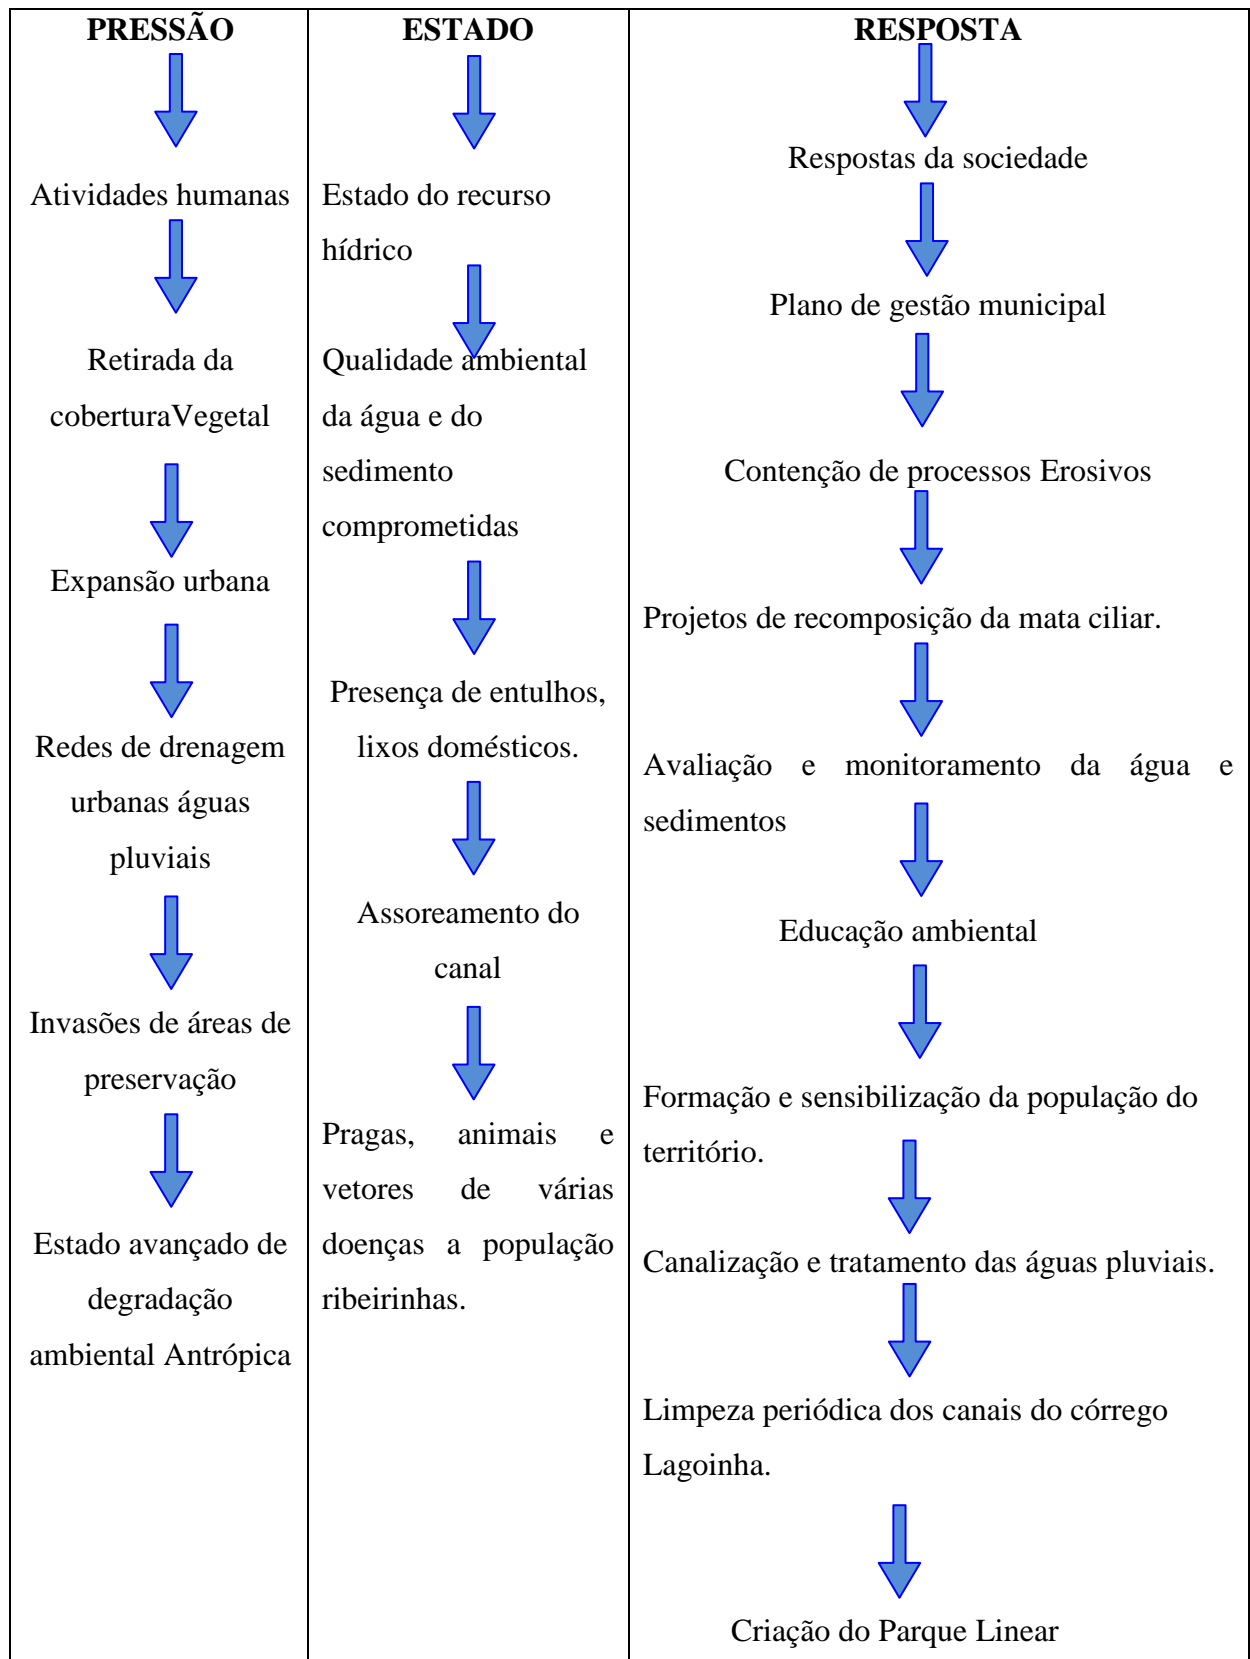 PRESSÃO
Atividades humanas
Retirada da
coberturaVegetal
Expansão urbana
Redes de drenagem
urbanas águas
pluviais
Invasões de áreas de
preservação
Estado avançado de
degradação
ambiental Antrópica
ESTADO
Estado do recurso
hídrico
Qualidade ambiental
da água e do
sedimento
comprometidas
Presença de entulhos,
lixos domésticos.
Assoreamento do
canal
Pragas, animais e
vetores de várias
doenças a população
ribeirinhas.
RESPOSTA
Respostas da sociedade
Plano de gestão municipal
Contenção de processos Erosivos
Projetos de recomposição da mata ciliar.
Avaliação e monitoramento da água e
sedimentos
Educação ambiental
Formação e sensibilização da população do
território.
Canalização e tratamento das águas pluviais.
Limpeza periódica dos canais do córrego
Lagoinha.
Criação do Parque Linear